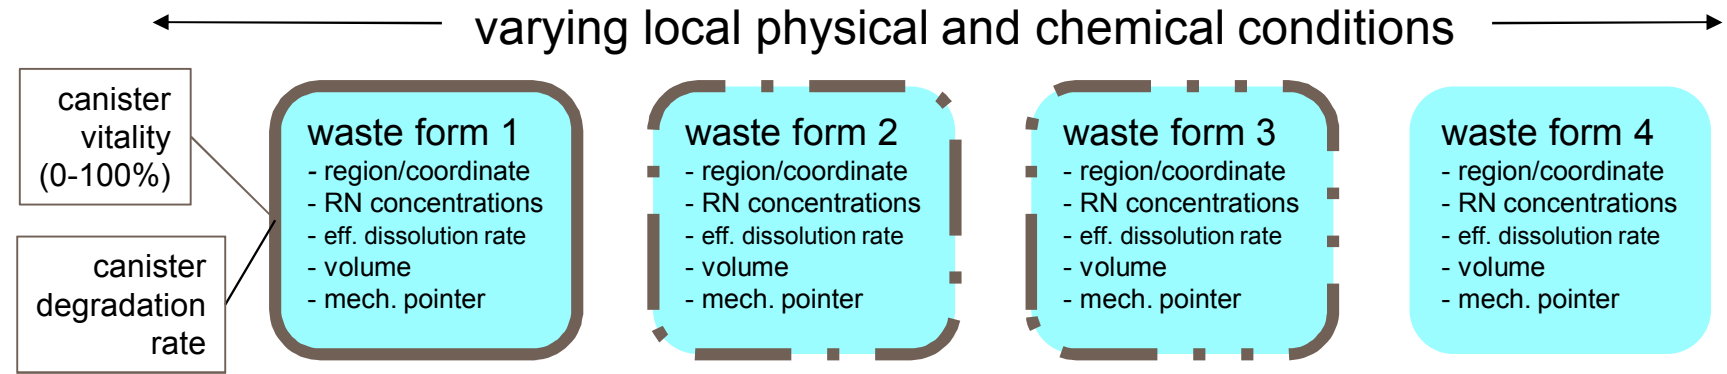 varying local physical and chemical conditions
canister
vitality
(0-100%)
canister
degradation
rate
waste form 1
- region/coordinate
- RN concentrations
- eff. dissolution rate
- volume
- mech. pointer
waste form 2
- region/coordinate
- RN concentrations
- eff. dissolution rate
- volume
- mech. pointer
waste form 3
- region/coordinate
- RN concentrations
- eff. dissolution rate
- volume
- mech. pointer
waste form 4
- region/coordinate
- RN concentrations
- eff. dissolution rate
- volume
- mech. pointer